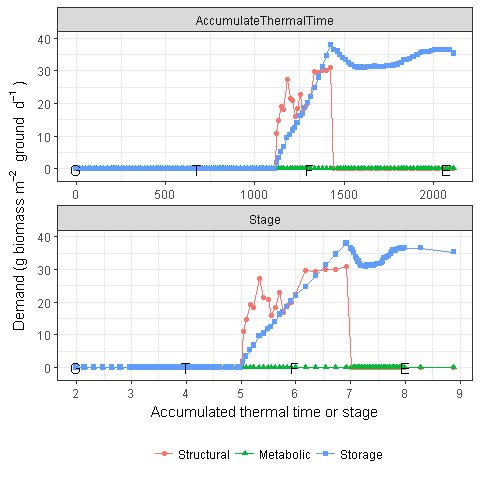 AccumulateThermalTime
40
30
20
10
0
G T F E
0 500 1000 1500 2000
Stage
40
30
20
10
0
G T F E
2 3 4 5 6 7 8 9
Demand (g biomass m⁻² ground d⁻¹)
Accumulated thermal time or stage
Structural Metabolic Storage